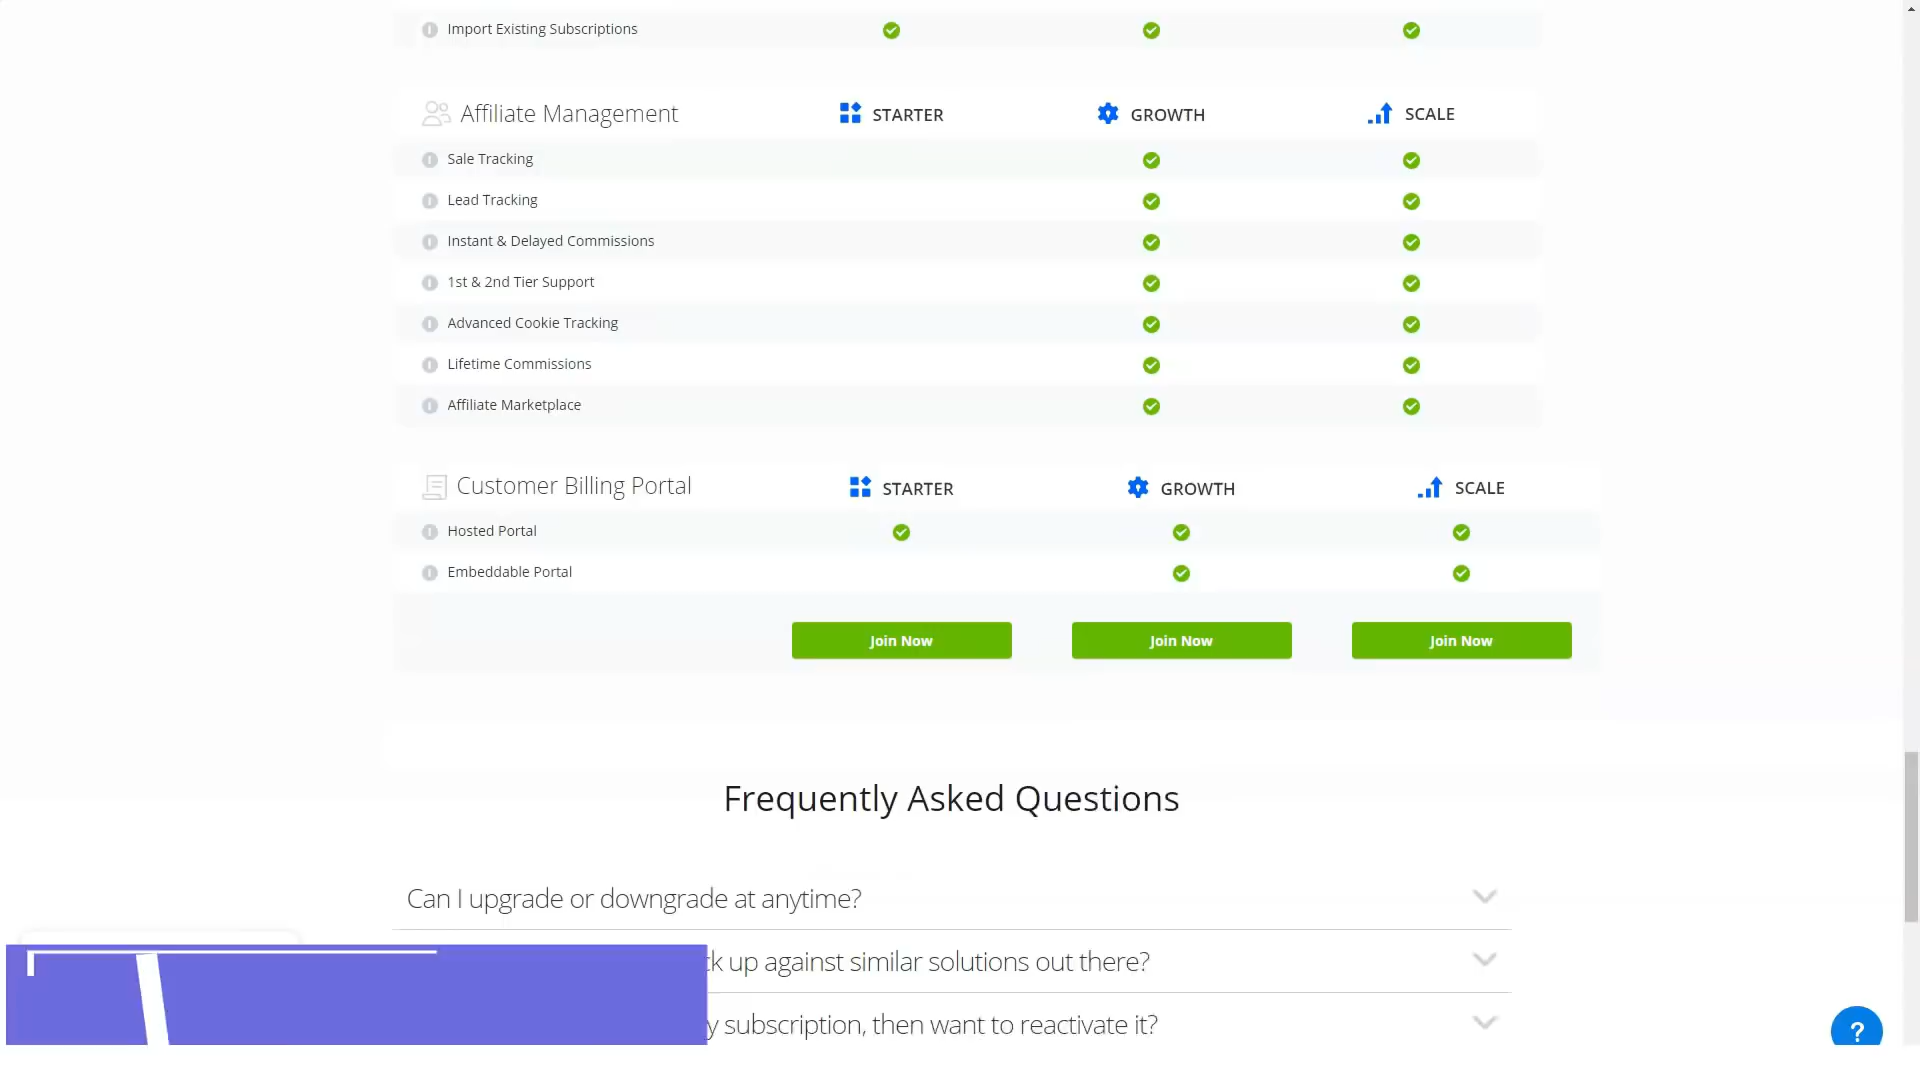 Import Existing Subscriptions
Affiliate Management STARTER GROWTH SCALE
Sale Tracking
Lead Tracking
Instant & Delayed Commissions
1st & 2nd Tier Support
Advanced Cookie Tracking
Lifetime Commissions
Affiliate Marketplace
Customer Billing Portal STARTER GROWTH SCALE
Hosted Portal
Embeddable Portal
Join Now Join Now Join Now
Frequently Asked Questions
Can I upgrade or downgrade at anytime?
up against similar solutions out there?
subscription, then want to reactivate it?
?